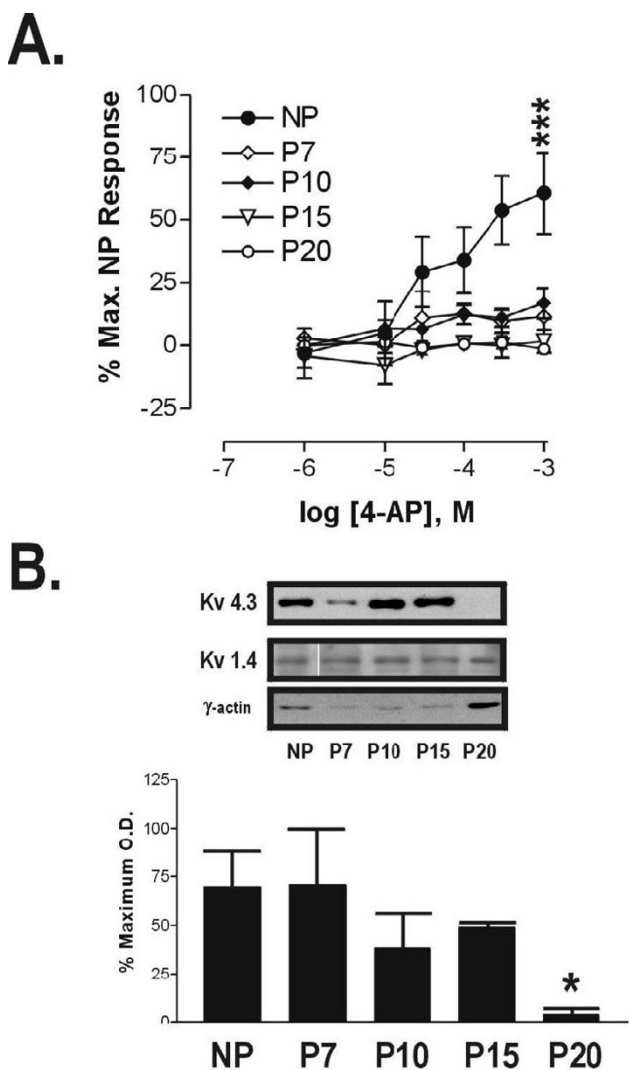 A.
% Max. NP Response
100
75
50
25
0
-25
NP
P7
P10
P15
P20
***
-7 -6 -5 -4 -3
log [4-AP], M
B.
Kv 4.3
Kv 1.4
γ-actin
NP P7 P10 P15 P20
% Maximum O.D.
125
100
75
50
25
0
*
NP P7 P10 P15 P20